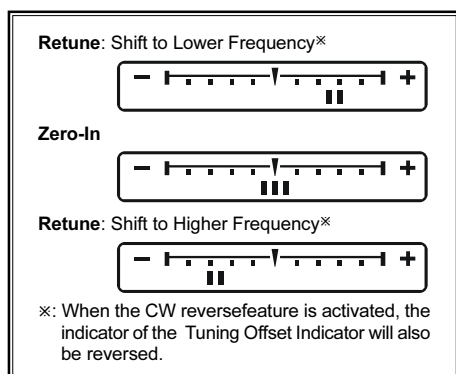 Retune: Shift to Lower Frequency※
− +
Zero-In
− +
Retune: Shift to Higher Frequency※
− +
※: When the CW reversefeature is activated, the
indicator of the Tuning Offset Indicator will also
be reversed.